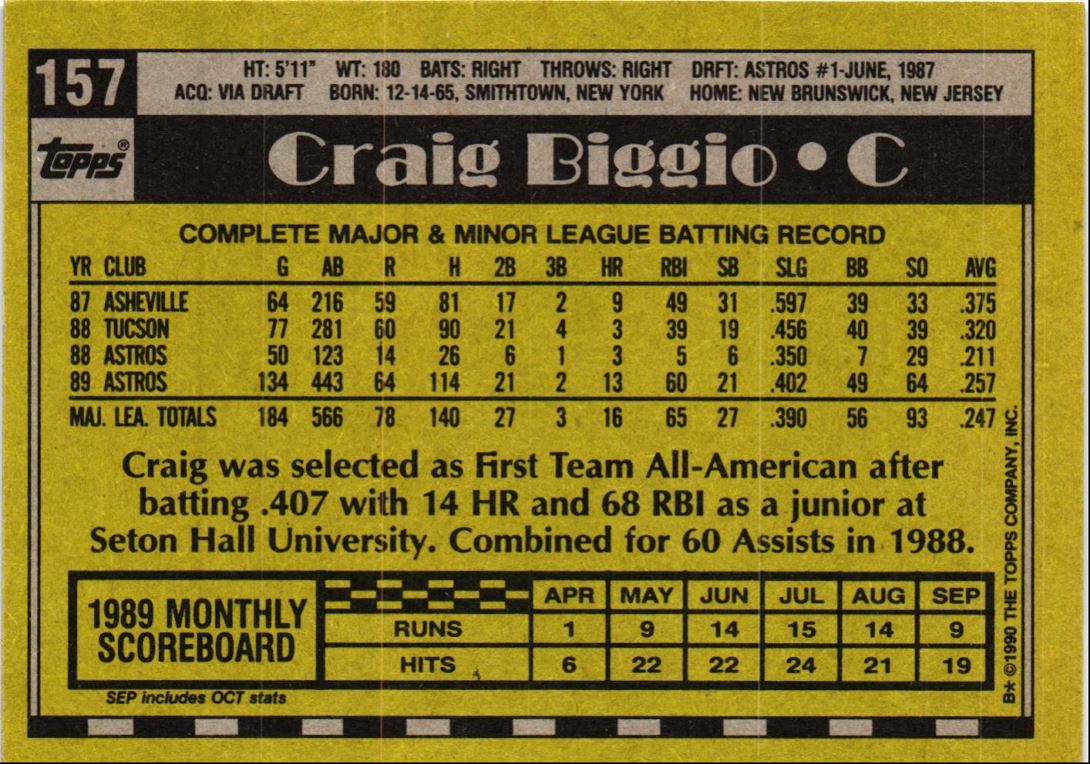 157
HT: 5'11" WT: 180 BATS: RIGHT THROWS: RIGHT DRFT: ASTROS #1-JUNE, 1987
ACQ: VIA DRAFT BORN: 12-14-65, SMITHTOWN, NEW YORK HOME: NEW BRUNSWICK, NEW JERSEY
topps®
Craig Biggio • C
COMPLETE MAJOR & MINOR LEAGUE BATTING RECORD
YR CLUB G AB R H 2B 3B HR RBI SB SLG BB SO AVG
87 ASHEVILLE 64 216 59 81 17 2 9 49 31 .597 39 33 .375
88 TUCSON 77 281 60 90 21 4 3 39 19 .456 40 39 .320
88 ASTROS 50 123 14 26 6 1 3 5 6 .350 7 29 .211
89 ASTROS 134 443 64 114 21 2 13 60 21 .402 49 64 .257
MAJ. LEA. TOTALS 184 566 78 140 27 3 16 65 27 .390 56 93 .247
Craig was selected as First Team All-American after
batting .407 with 14 HR and 68 RBI as a junior at
Seton Hall University. Combined for 60 Assists in 1988.
1989 MONTHLY
SCOREBOARD
APR MAY JUN JUL AUG SEP
RUNS 1 9 14 15 14 9
HITS 6 22 22 24 21 19
SEP includes OCT stats
B* ©1990 THE TOPPS COMPANY, INC.